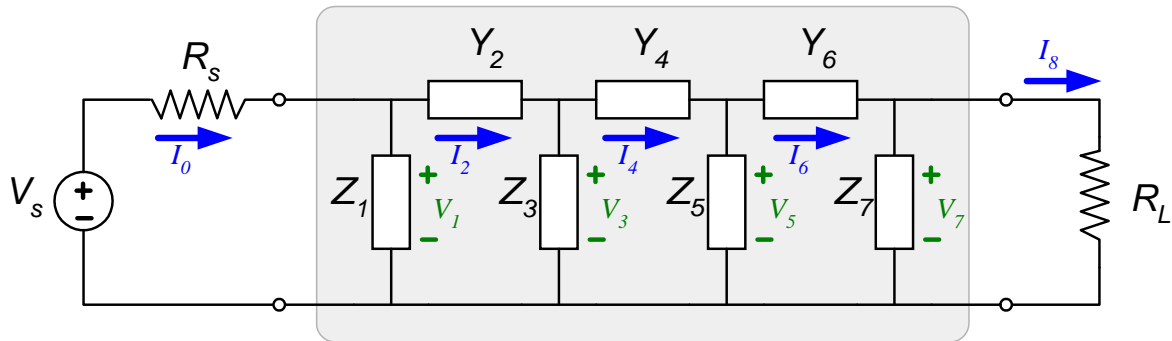 Y2 Y4 Y6
Rs I8
I0 I2 I4 I6
Vs + − Z1 + V1 − Z3 + V3 − Z5 + V5 − Z7 + V7 − RL